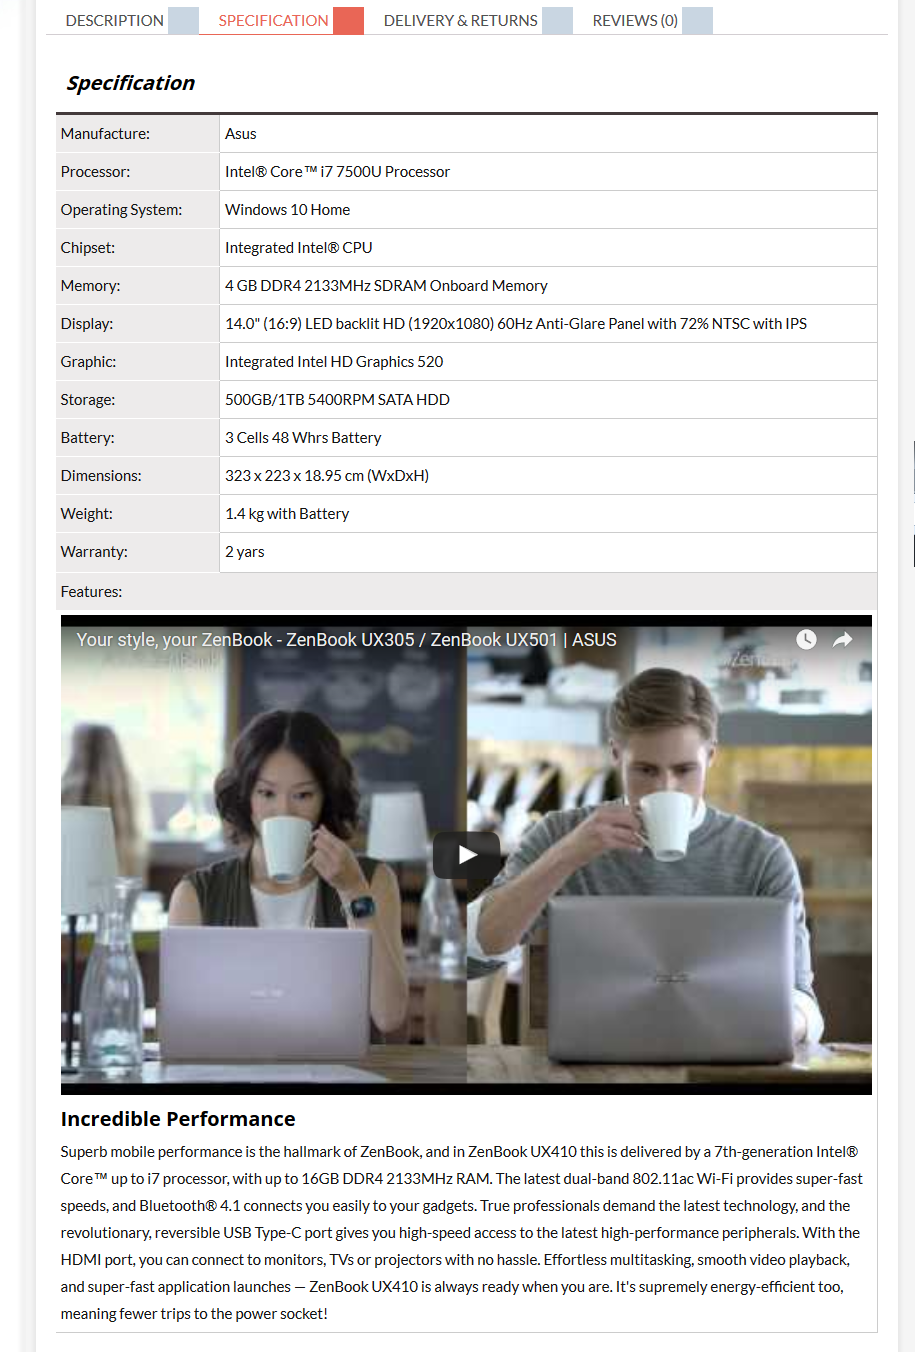 DESCRIPTION SPECIFICATION DELIVERY & RETURNS REVIEWS (0)
Specification
Manufacture: Asus
Processor: Intel® Core™ i7 7500U Processor
Operating System: Windows 10 Home
Chipset: Integrated Intel® CPU
Memory: 4 GB DDR4 2133MHz SDRAM Onboard Memory
Display: 14.0" (16:9) LED backlit HD (1920x1080) 60Hz Anti-Glare Panel with 72% NTSC with IPS
Graphic: Integrated Intel HD Graphics 520
Storage: 500GB/1TB 5400RPM SATA HDD
Battery: 3 Cells 48 Whrs Battery
Dimensions: 323 x 223 x 18.95 cm (WxDxH)
Weight: 1.4 kg with Battery
Warranty: 2 yars
Features:
Your style, your ZenBook - ZenBook UX305 / ZenBook UX501 | ASUS
Incredible Performance
Superb mobile performance is the hallmark of ZenBook, and in ZenBook UX410 this is delivered by a 7th-generation Intel®
Core™ up to i7 processor, with up to 16GB DDR4 2133MHz RAM. The latest dual-band 802.11ac Wi-Fi provides super-fast
speeds, and Bluetooth® 4.1 connects you easily to your gadgets. True professionals demand the latest technology, and the
revolutionary, reversible USB Type-C port gives you high-speed access to the latest high-performance peripherals. With the
HDMI port, you can connect to monitors, TVs or projectors with no hassle. Effortless multitasking, smooth video playback,
and super-fast application launches — ZenBook UX410 is always ready when you are. It's supremely energy-efficient too,
meaning fewer trips to the power socket!